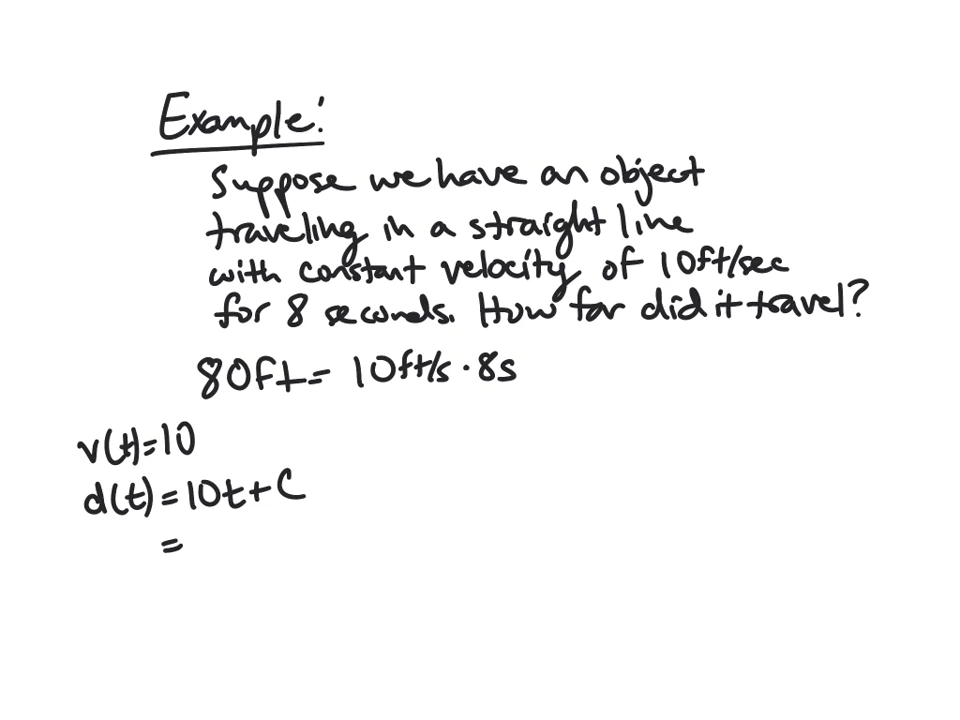 Example:
Suppose we have an object
traveling in a straight line
with constant velocity of 10ft/sec
for 8 seconds. How far did it travel?
80ft = 10ft/s · 8s
v(t)=10
d(t) = 10t + C
=